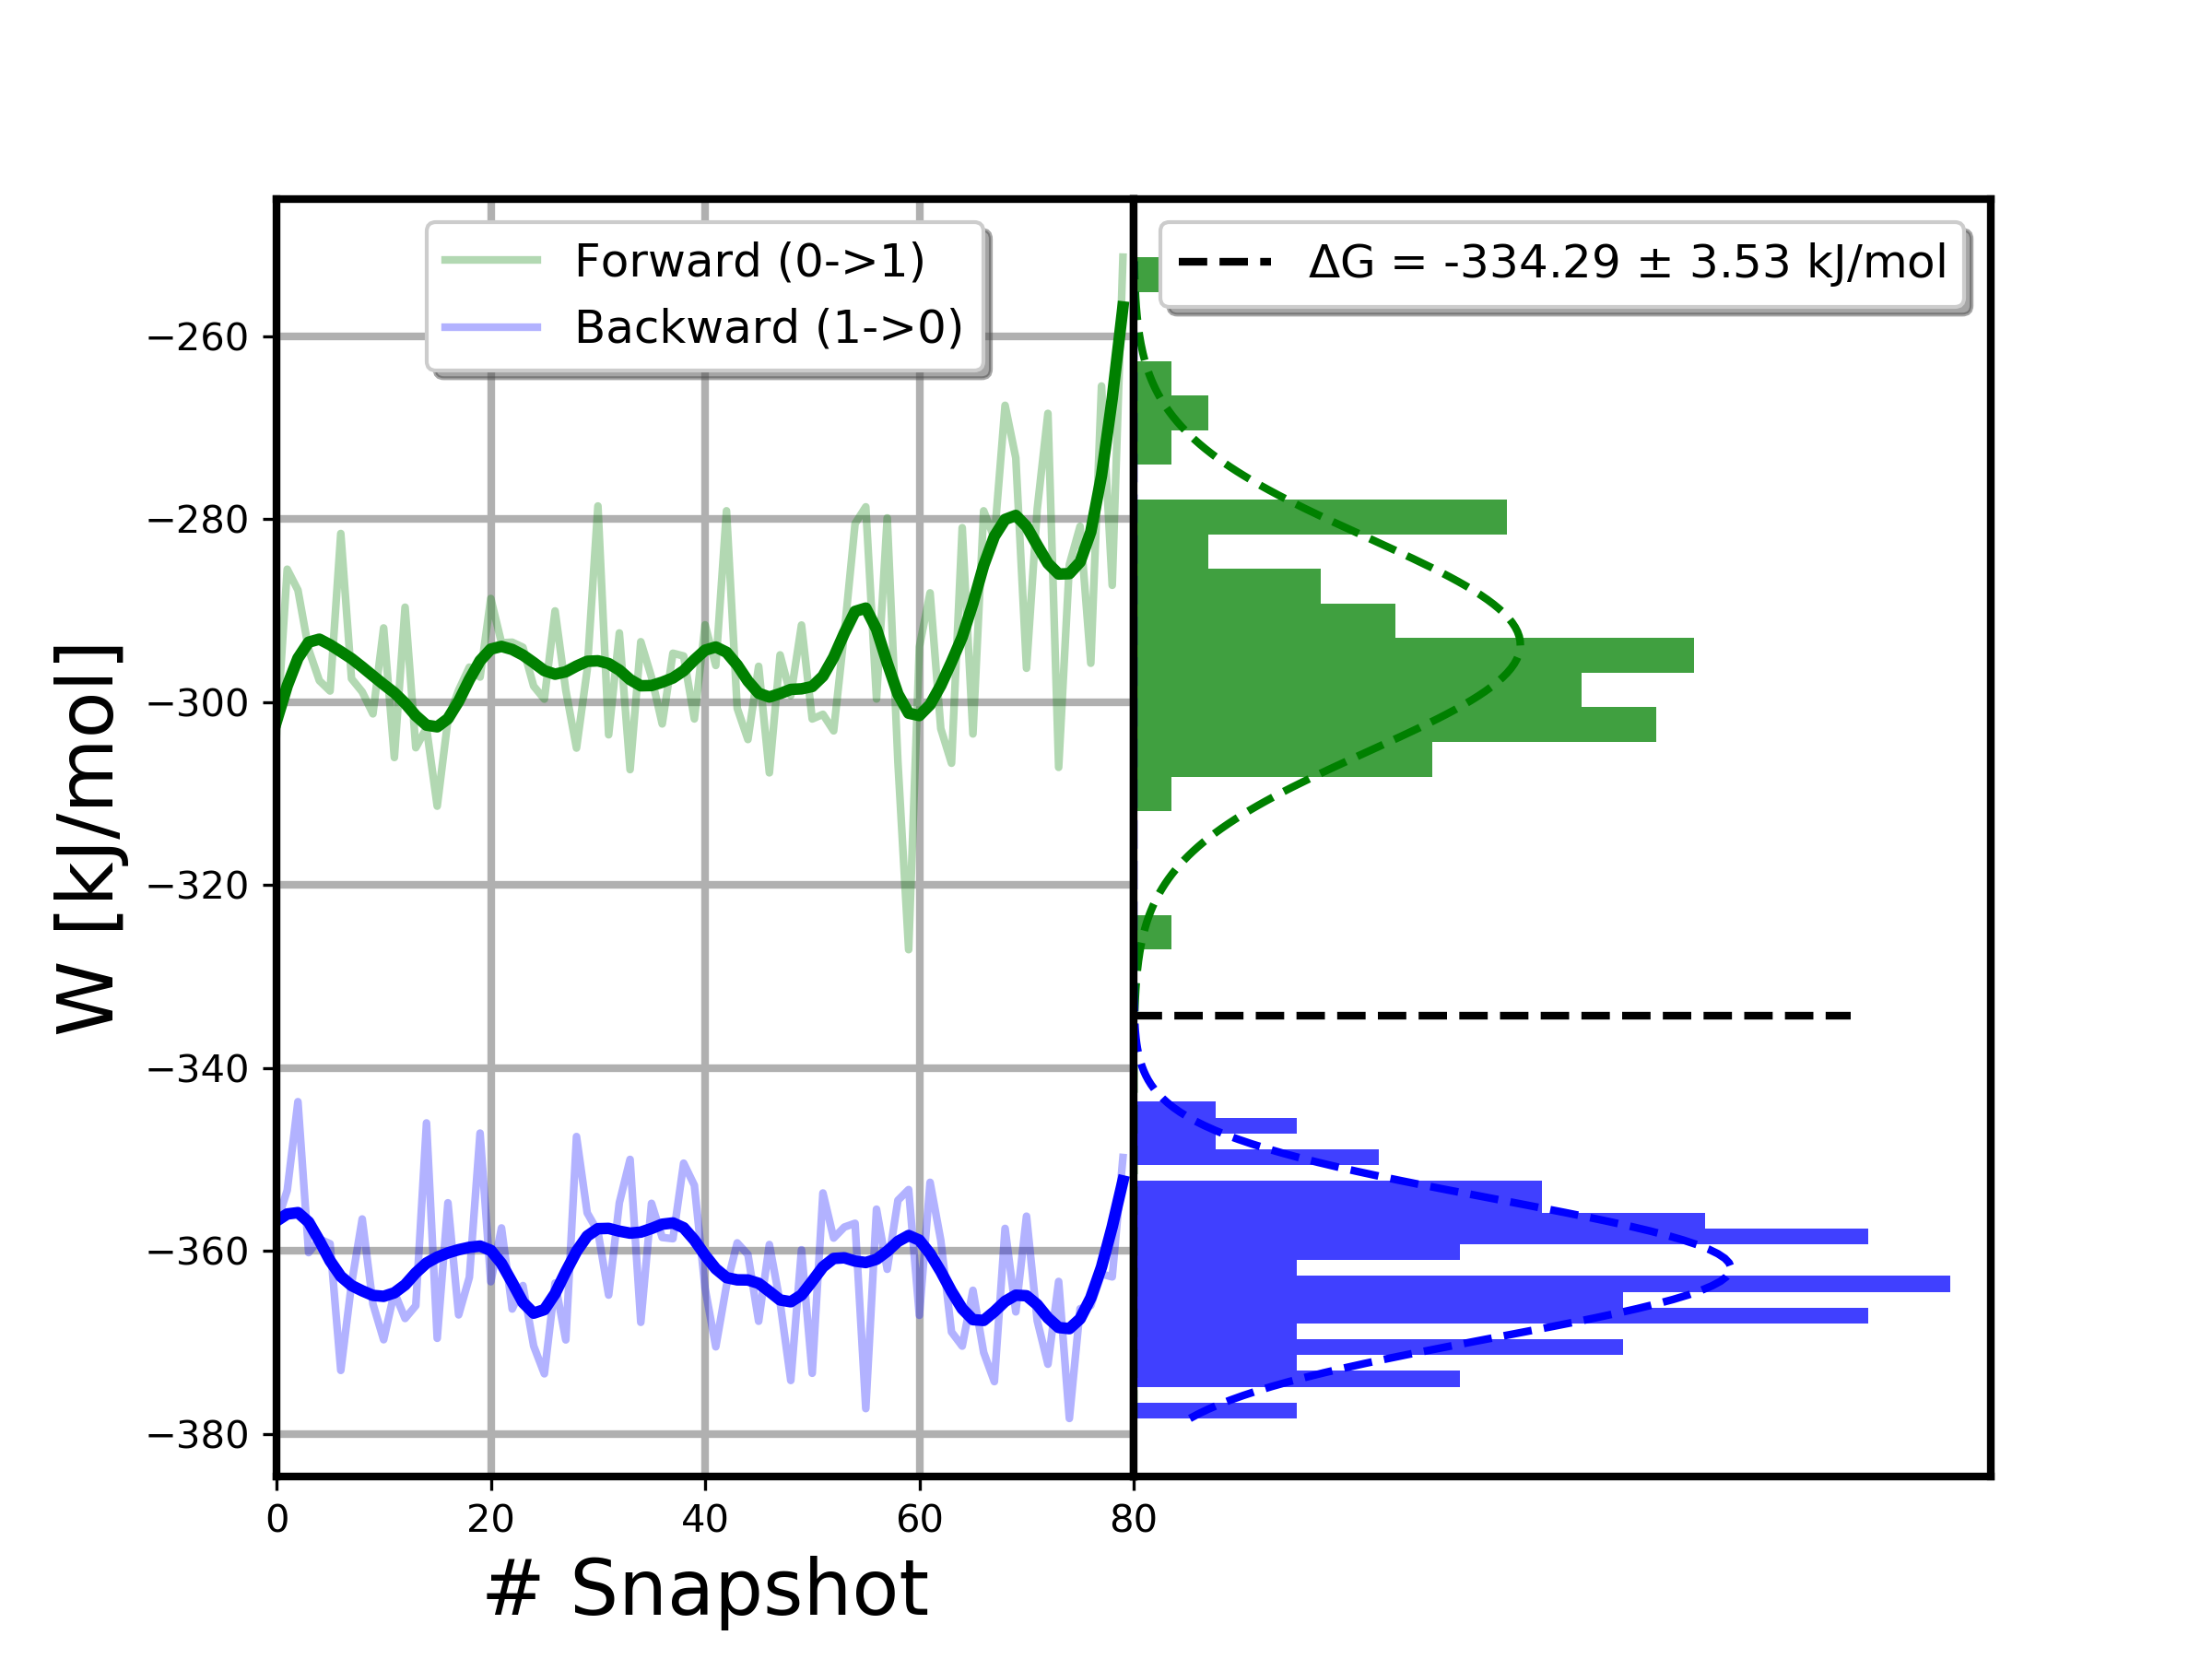 Forward (0->1)
Backward (1->0)
ΔG = -334.29 ± 3.53 kJ/mol
W [kJ/mol]
−260
−280
−300
−320
−340
−360
−380
0 20 40 60 80
# Snapshot